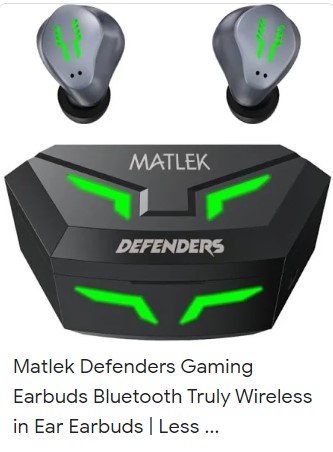 MATLEK
DEFENDERS
Matlek Defenders Gaming
Earbuds Bluetooth Truly Wireless
in Ear Earbuds | Less ...